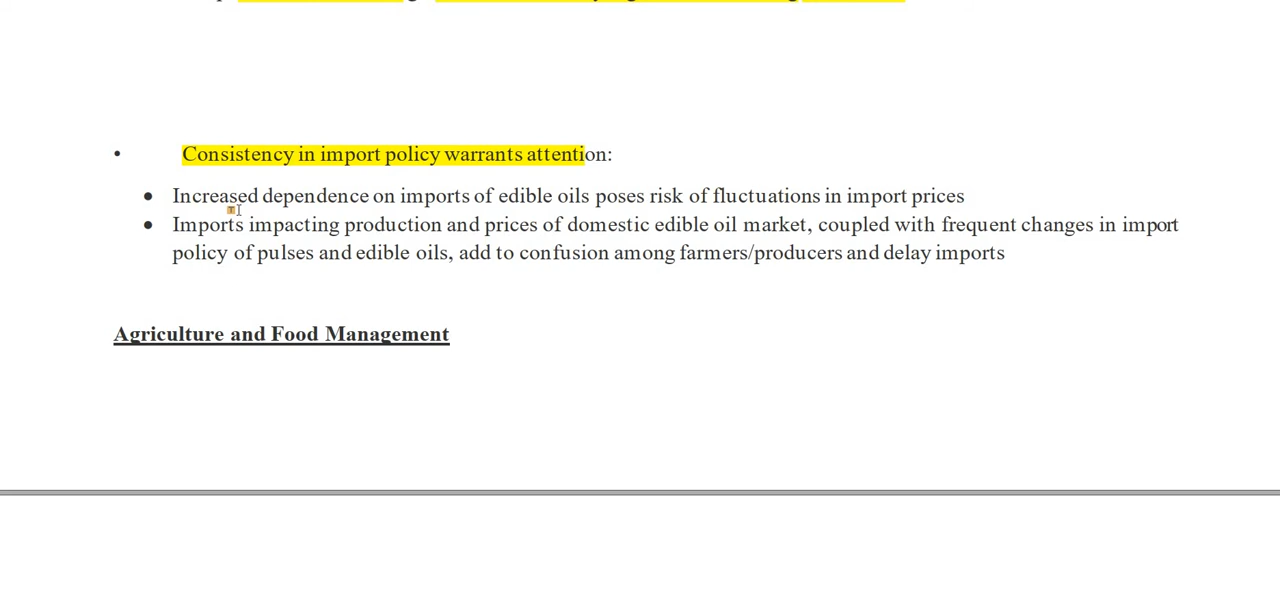 • Consistency in import policy warrants attention:
● Increased dependence on imports of edible oils poses risk of fluctuations in import prices
● Imports impacting production and prices of domestic edible oil market, coupled with frequent changes in import
policy of pulses and edible oils, add to confusion among farmers/producers and delay imports
Agriculture and Food Management